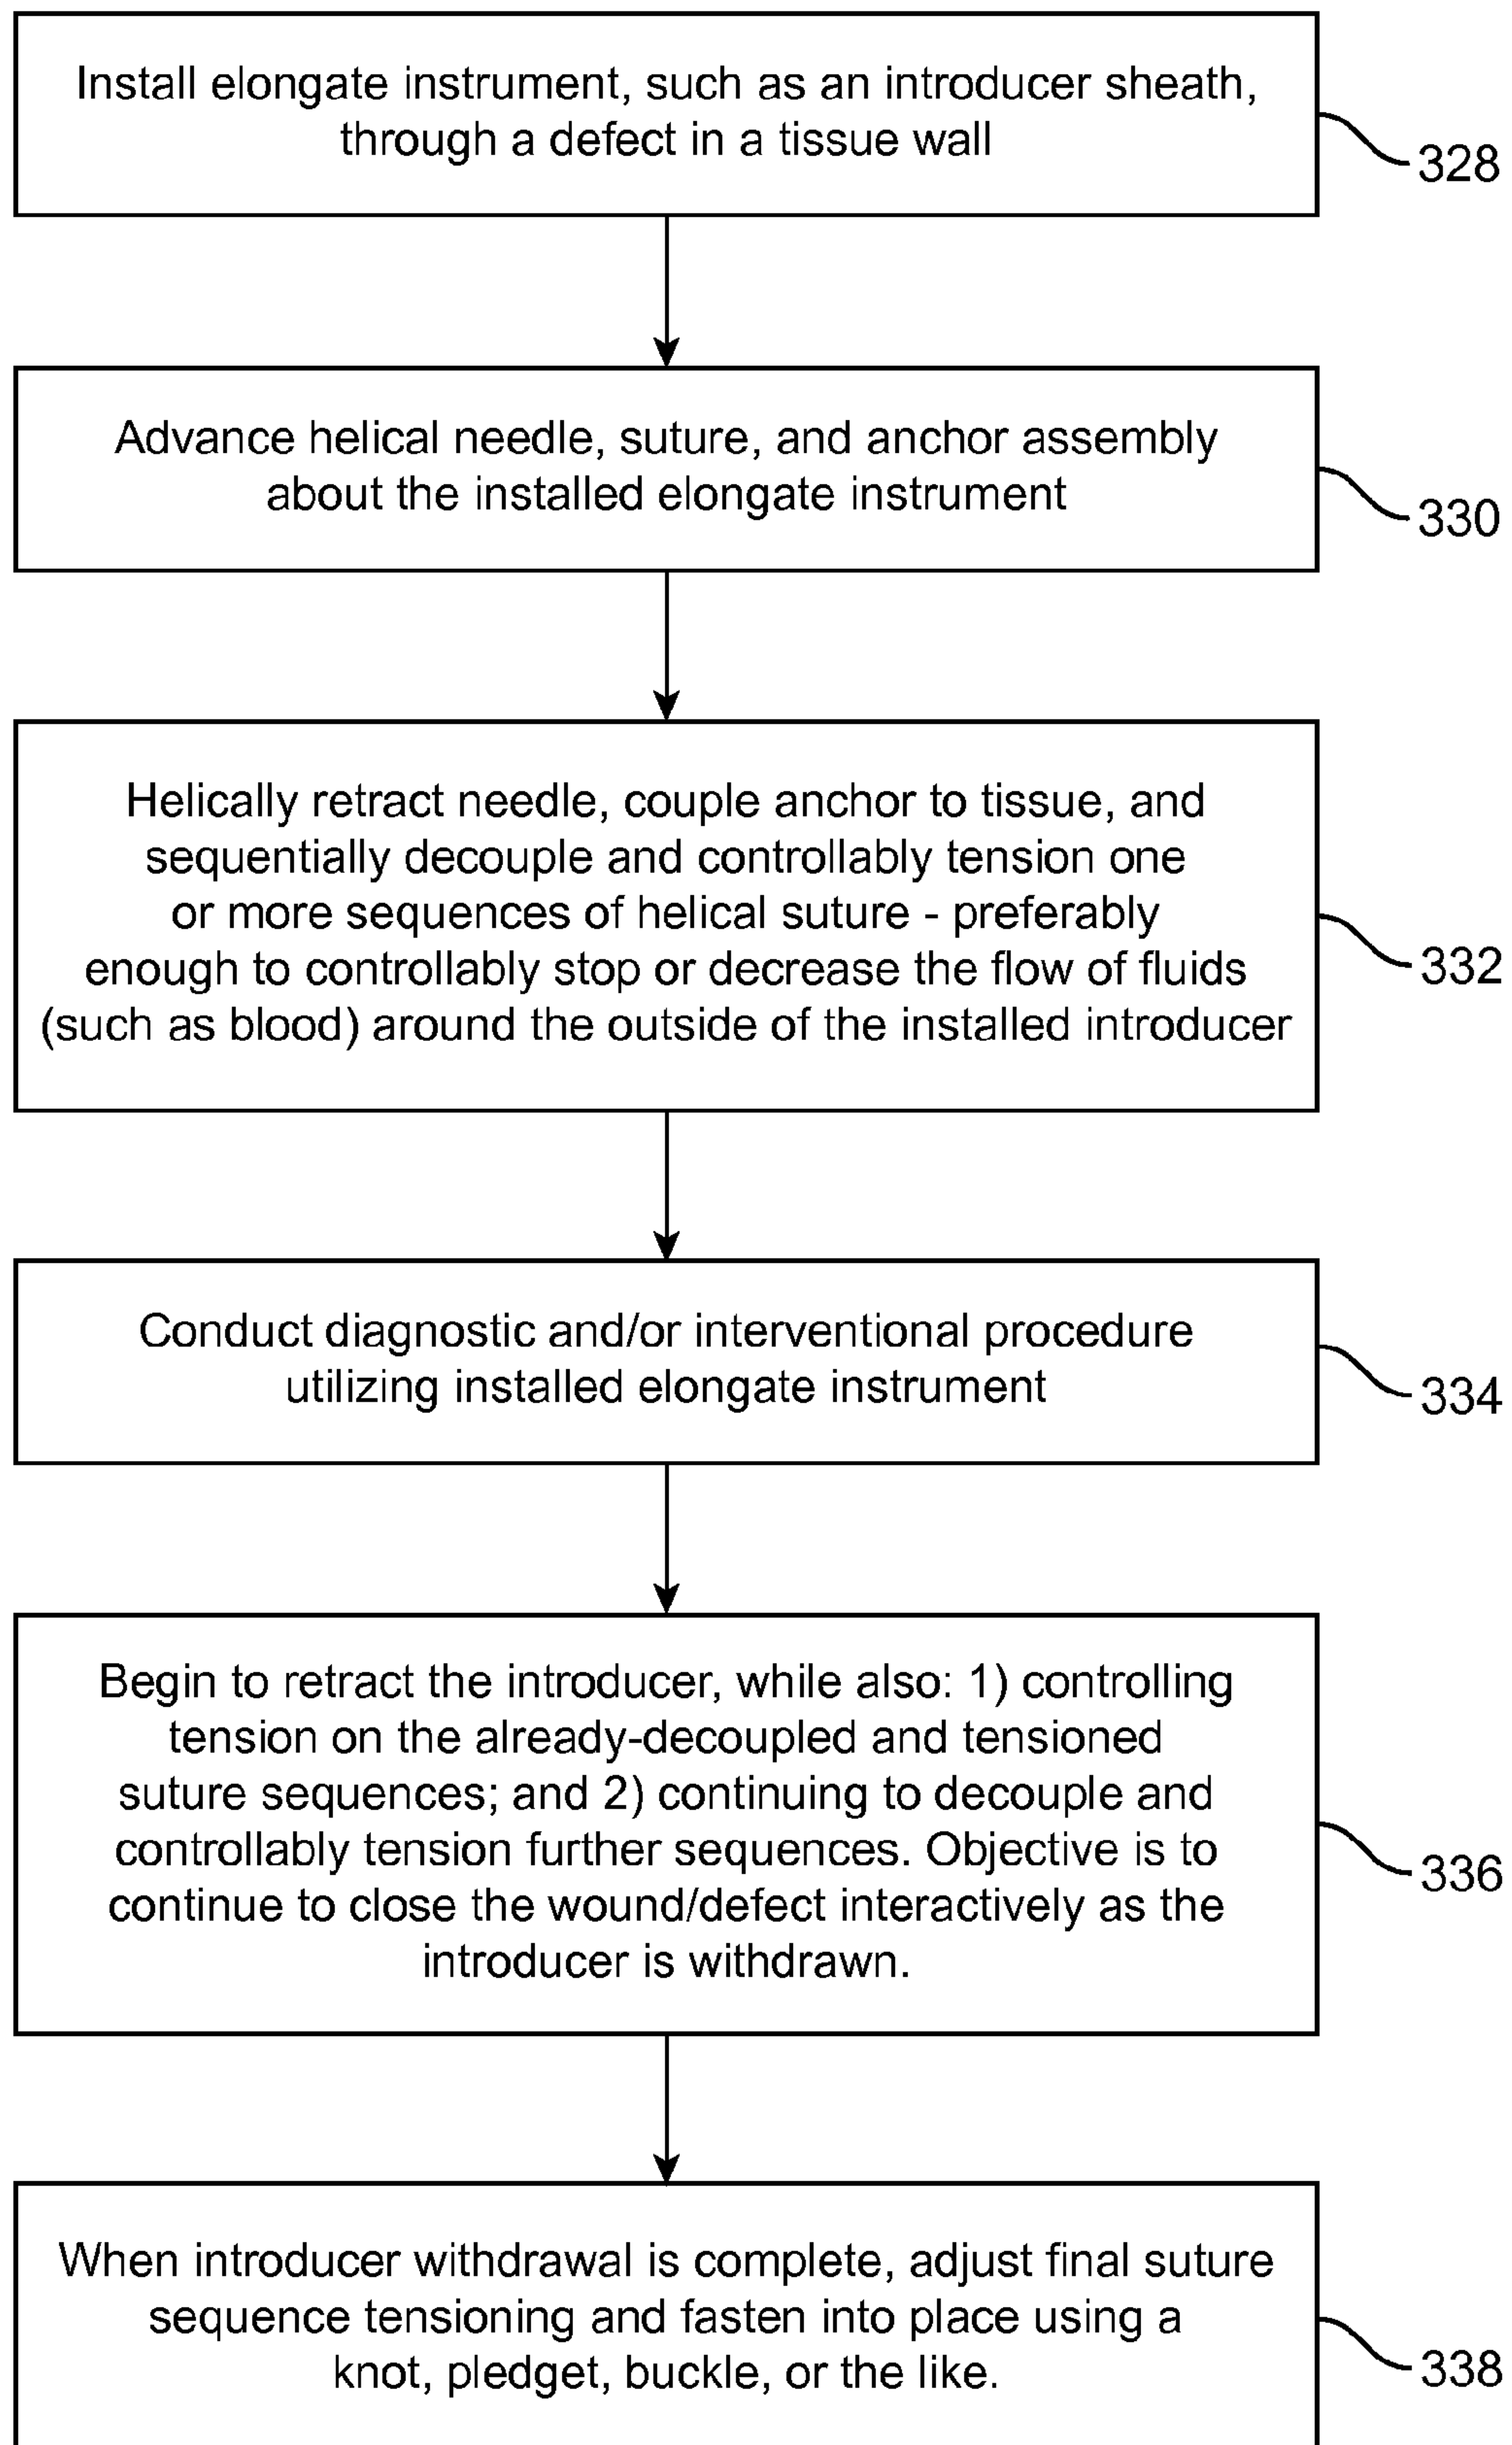 Install elongate instrument, such as an introducer sheath,
through a defect in a tissue wall
328
Advance helical needle, suture, and anchor assembly
about the installed elongate instrument
330
Helically retract needle, couple anchor to tissue, and
sequentially decouple and controllably tension one
or more sequences of helical suture - preferably
enough to controllably stop or decrease the flow of fluids
(such as blood) around the outside of the installed introducer
332
Conduct diagnostic and/or interventional procedure
utilizing installed elongate instrument
334
Begin to retract the introducer, while also: 1) controlling
tension on the already-decoupled and tensioned
suture sequences; and 2) continuing to decouple and
controllably tension further sequences. Objective is to
continue to close the wound/defect interactively as the
introducer is withdrawn.
336
When introducer withdrawal is complete, adjust final suture
sequence tensioning and fasten into place using a
knot, pledget, buckle, or the like.
338